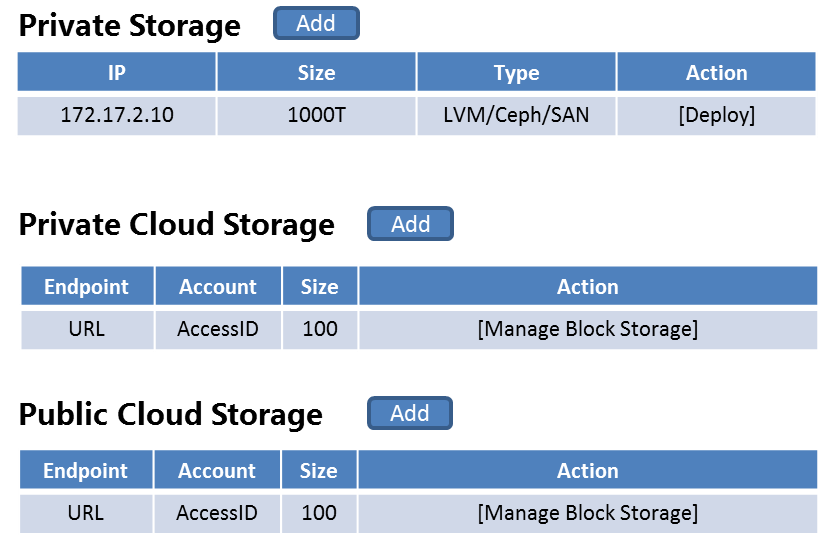 Private Storage Add
IP Size Type Action
172.17.2.10 1000T LVM/Ceph/SAN [Deploy]
Private Cloud Storage Add
Endpoint Account Size Action
URL AccessID 100 [Manage Block Storage]
Public Cloud Storage Add
Endpoint Account Size Action
URL AccessID 100 [Manage Block Storage]